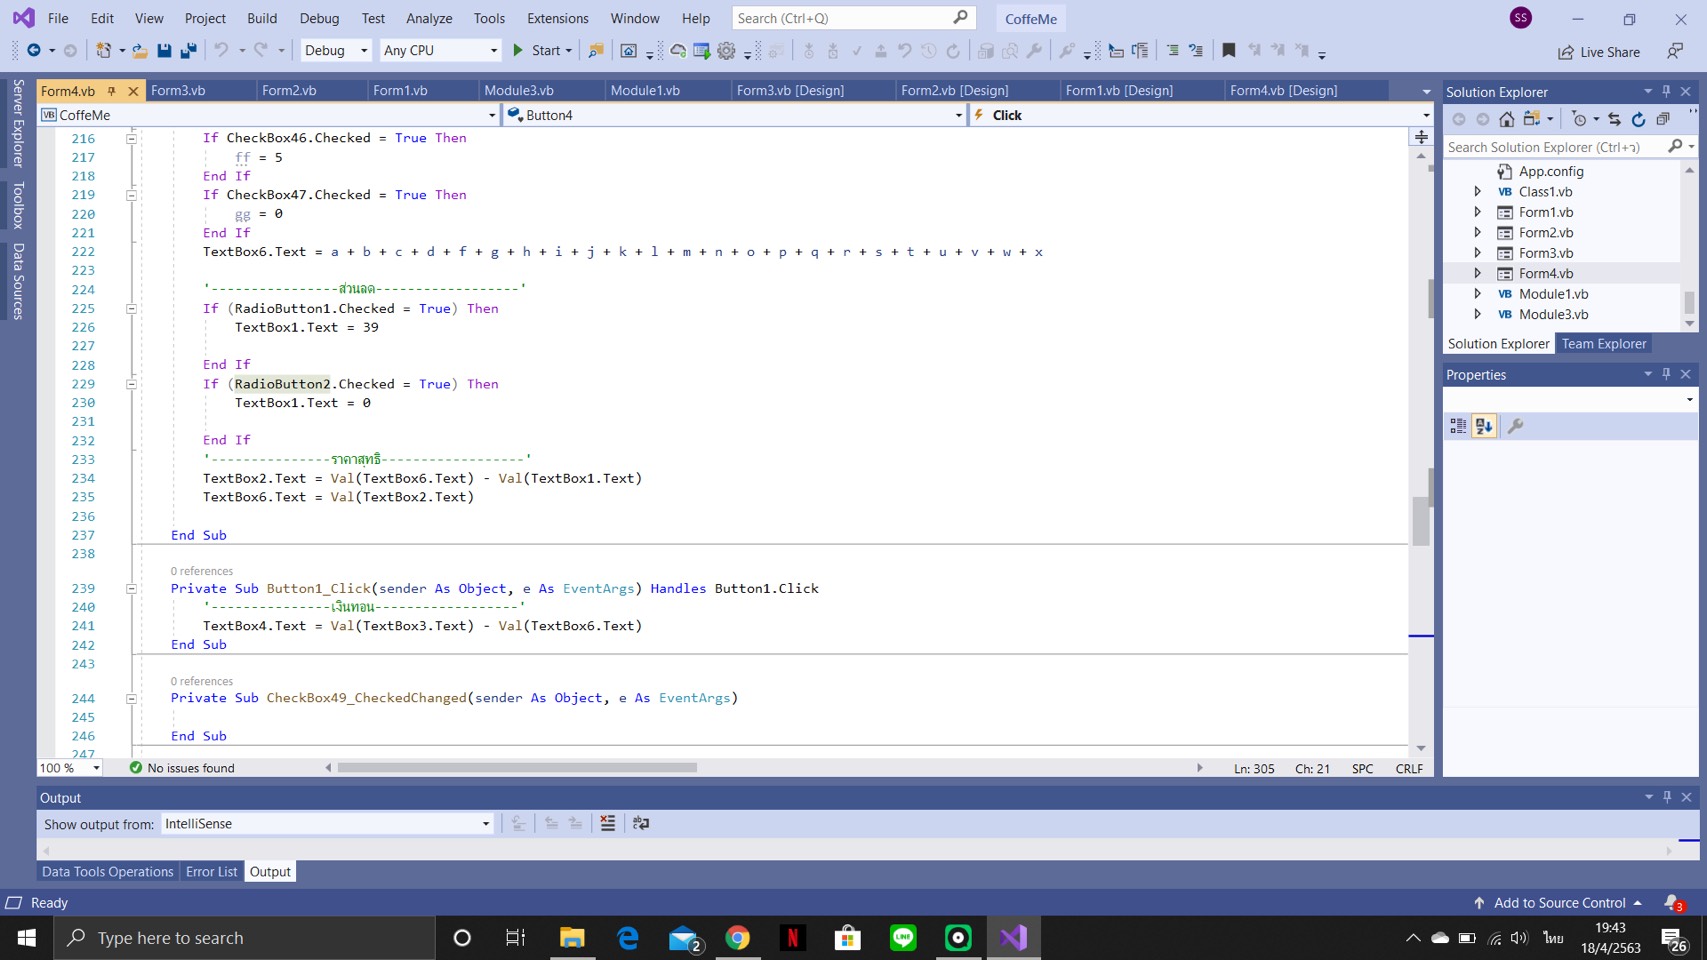 File Edit View Project Build Debug Test Analyze Tools Extensions Window Help Search (Ctrl+Q) CoffeMe SS
Debug Any CPU Start Live Share
Form4.vb Form3.vb Form2.vb Form1.vb Module3.vb Module1.vb Form3.vb [Design] Form2.vb [Design] Form1.vb [Design] Form4.vb [Design]
CoffeMe Button4 Click
Server Explorer
Toolbox
Data Sources
216 If CheckBox46.Checked = True Then
217 ff = 5
218 End If
219 If CheckBox47.Checked = True Then
220 gg = 0
221 End If
222 TextBox6.Text = a + b + c + d + f + g + h + i + j + k + l + m + n + o + p + q + r + s + t + u + v + w + x
223
224 '----------------ส่วนลด------------------'
225 If (RadioButton1.Checked = True) Then
226 TextBox1.Text = 39
227
228 End If
229 If (RadioButton2.Checked = True) Then
230 TextBox1.Text = 0
231
232 End If
233 '---------------ราคาสุทธิ------------------'
234 TextBox2.Text = Val(TextBox6.Text) - Val(TextBox1.Text)
235 TextBox6.Text = Val(TextBox2.Text)
236
237 End Sub
238
0 references
239 Private Sub Button1_Click(sender As Object, e As EventArgs) Handles Button1.Click
240 '---------------เงินทอน------------------'
241 TextBox4.Text = Val(TextBox3.Text) - Val(TextBox6.Text)
242 End Sub
243
0 references
244 Private Sub CheckBox49_CheckedChanged(sender As Object, e As EventArgs)
245
246 End Sub
247
100 % No issues found Ln: 305 Ch: 21 SPC CRLF
Solution Explorer
Search Solution Explorer (Ctrl+ว)
App.config
VB Class1.vb
Form1.vb
Form2.vb
Form3.vb
Form4.vb
VB Module1.vb
VB Module3.vb
Solution Explorer Team Explorer
Properties
Output
Show output from: IntelliSense
Data Tools Operations Error List Output
Ready Add to Source Control 3
Type here to search 2 ไทย 19:43
18/4/2563 26